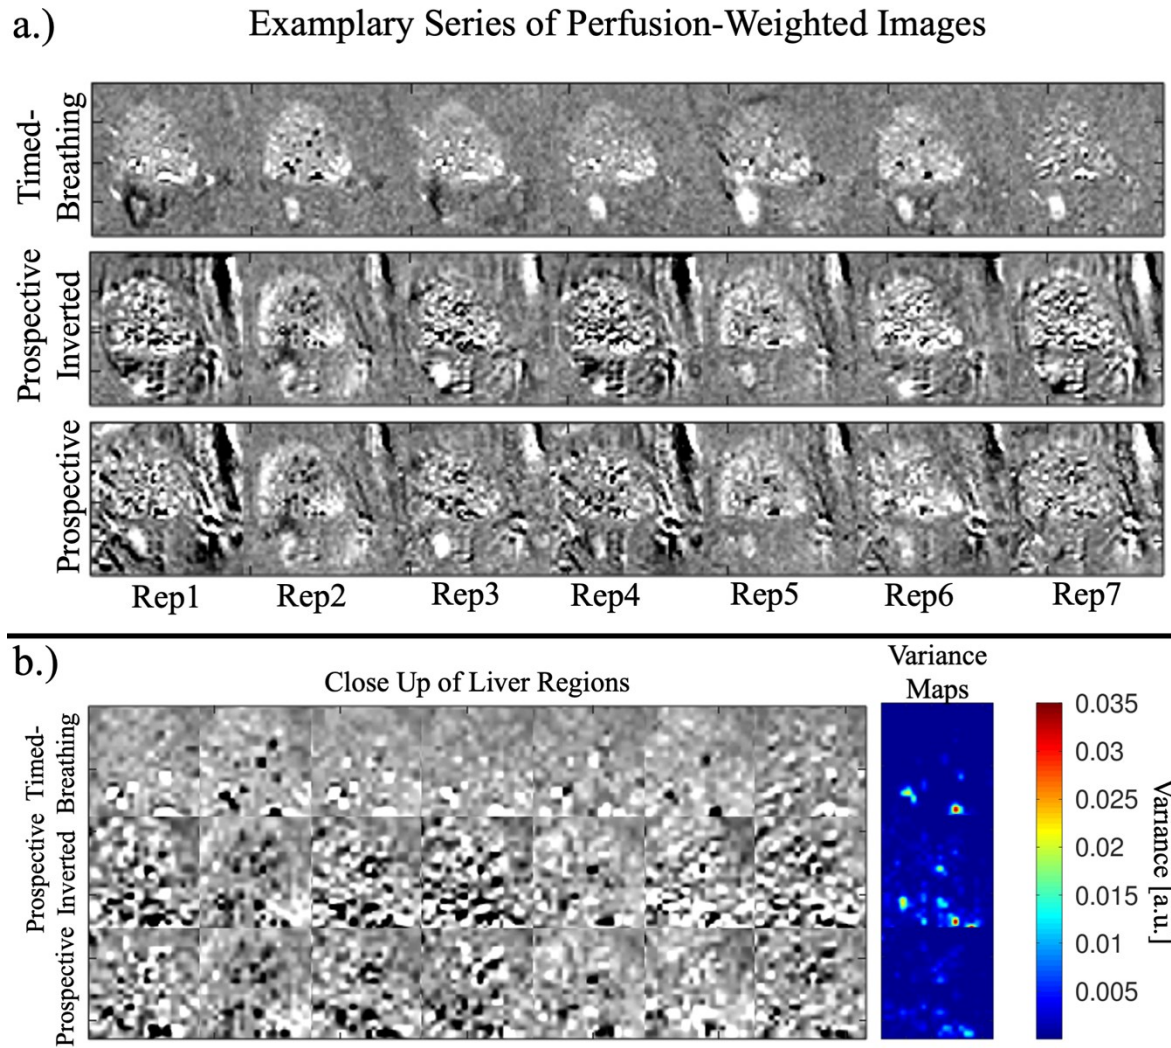 a.)
Examplary Series of Perfusion-Weighted Images
Timed-
Breathing
Prospective
Inverted
Prospective
Rep1 Rep2 Rep3 Rep4 Rep5 Rep6 Rep7
b.)
Close Up of Liver Regions
Variance
Maps
Timed-
Breathing
Prospective
Inverted
Prospective
0.035
0.03
0.025
0.02
0.015
0.01
0.005
Variance [a.u.]